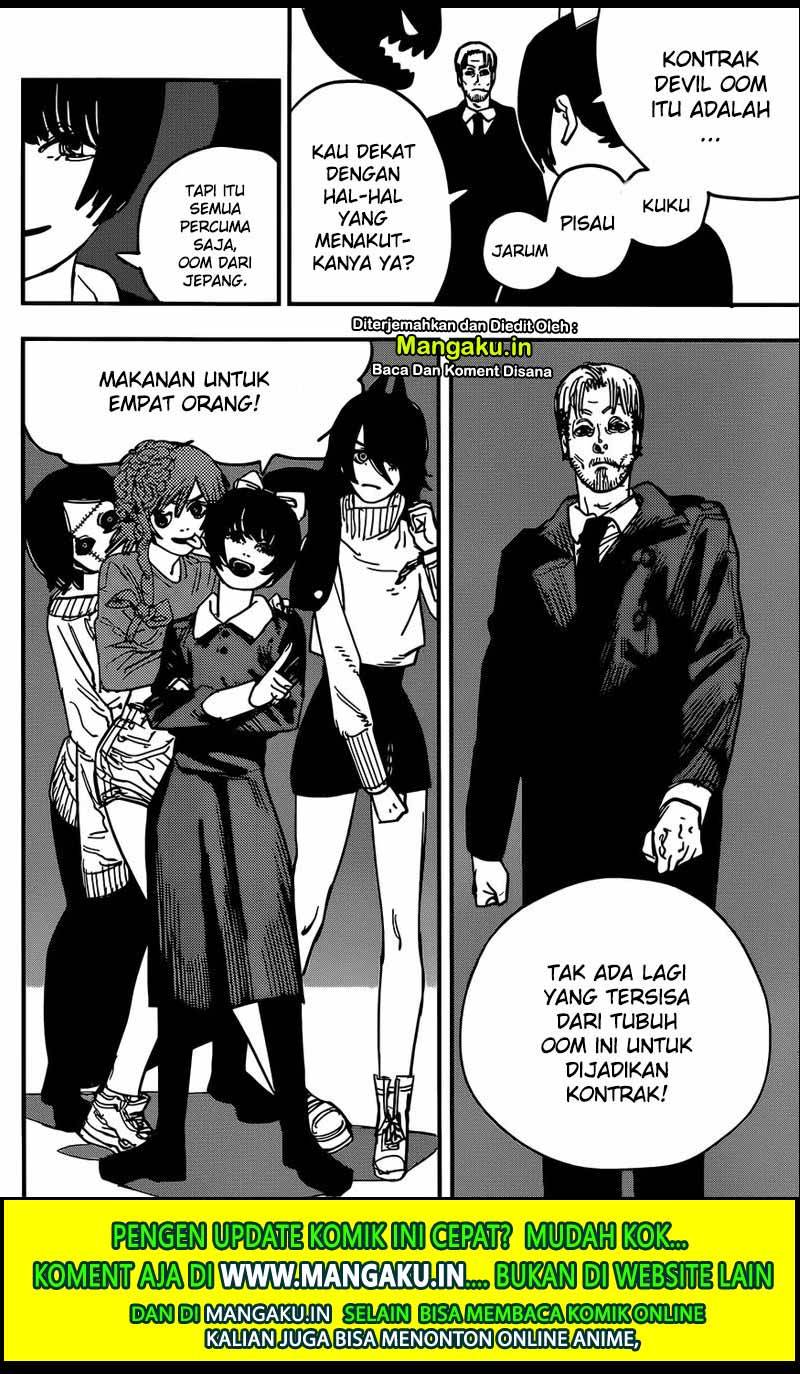 KONTRAK
DEVIL OOM
ITU ADALAH
...
KUKU
PISAU
JARUM
KAU DEKAT
DENGAN
HAL-HAL
YANG
MENAKUT-
KANYA YA?
TAPI ITU
SEMUA
PERCUMA
SAJA,
OOM DARI
JEPANG.
Diterjemahkan dan Diedit Oleh :
Mangaku.in
Baca Dan Koment Disana
TAK ADA LAGI
YANG TERSISA
DARI TUBUH
OOM INI UNTUK
DIJADIKAN
KONTRAK!
MAKANAN UNTUK
EMPAT ORANG!
PENGEN UPDATE KOMIK INI CEPAT? MUDAH KOK...
KOMENT AJA DI WWW.MANGAKU.IN.... BUKAN DI WEBSITE LAIN
DAN DI MANGAKU.IN SELAIN BISA MEMBACA KOMIK ONLINE
KALIAN JUGA BISA MENONTON ONLINE ANIME,